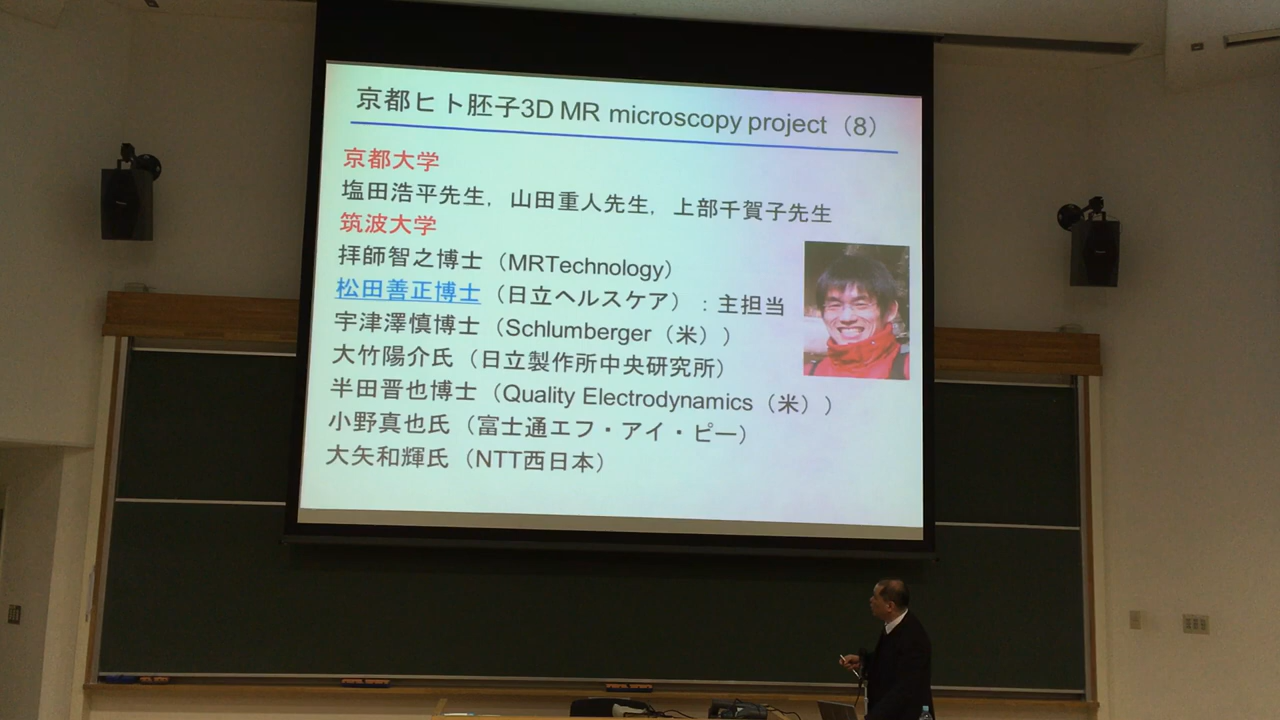 京都ヒト胚子3D MR microscopy project（8）
京都大学
塩田浩平先生，山田重人先生，上部千賀子先生
筑波大学
拝師智之博士（MRTechnology）
松田善正博士（日立ヘルスケア）：主担当
宇津澤慎博士（Schlumberger（米））
大竹陽介氏（日立製作所中央研究所）
半田晋也博士（Quality Electrodynamics（米））
小野真也氏（富士通エフ・アイ・ピー）
大矢和輝氏（NTT西日本）